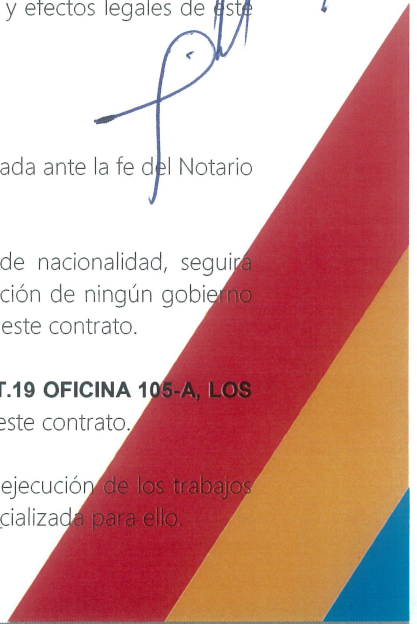 y efectos legales de este
ada ante la fe del Notario
de nacionalidad, seguira
ción de ningún gobierno
este contrato.
T.19 OFICINA 105-A, LOS
este contrato.
ejecución de los trabajos
cializada para ello.